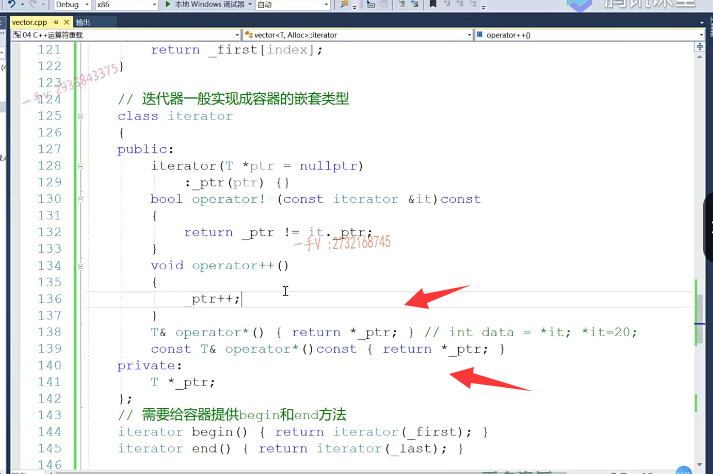 Debug x86 本地 Windows 调试器 自动
腾讯课堂
vector.cpp 输出
04 C++运算符重载 vector<T, Alloc>::iterator operator++()
121 return _first[index];
122 }
123
124 // 迭代器一般实现成容器的嵌套类型
125 class iterator
126 {
127 public:
128 iterator(T *ptr = nullptr)
129 :_ptr(ptr) {}
130 bool operator!=(const iterator &it)const
131 {
132 return _ptr != it._ptr;
133 }
134 void operator++()
135 {
136 _ptr++;
137 }
138 T& operator*() { return *_ptr; } // int data = *it; *it=20;
139 const T& operator*()const { return *_ptr; }
140 private:
141 T *_ptr;
142 };
143 // 需要给容器提供begin和end方法
144 iterator begin() { return iterator(_first); }
145 iterator end() { return iterator(_last); }
146
一手V:2936843375
一手V :2732168745